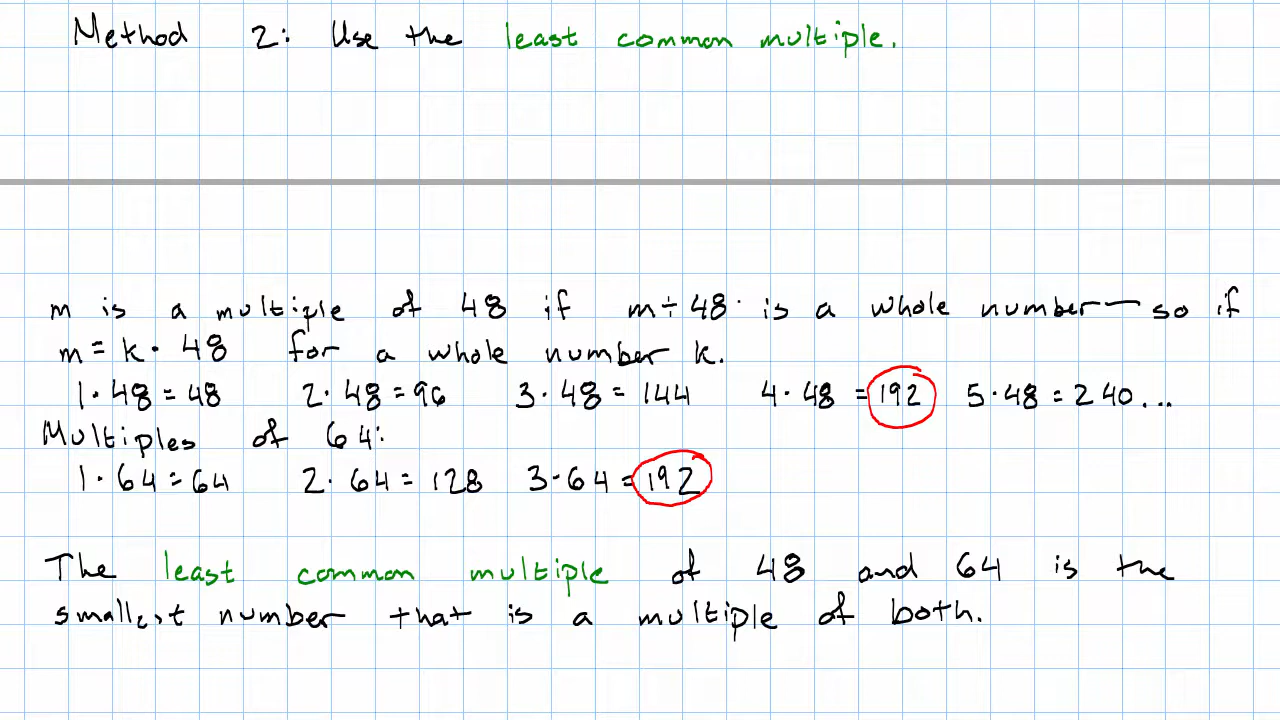 Method 2: Use the least common multiple.
m is a multiple of 48 if m÷48 is a whole number — so if
m = k · 48 for a whole number k.
1 · 48 = 48 2 · 48 = 96 3 · 48 = 144 4 · 48 = 192 5 · 48 = 240...
Multiples of 64:
1 · 64 = 64 2 · 64 = 128 3 · 64 = 192
The least common multiple of 48 and 64 is the
smallest number that is a multiple of both.